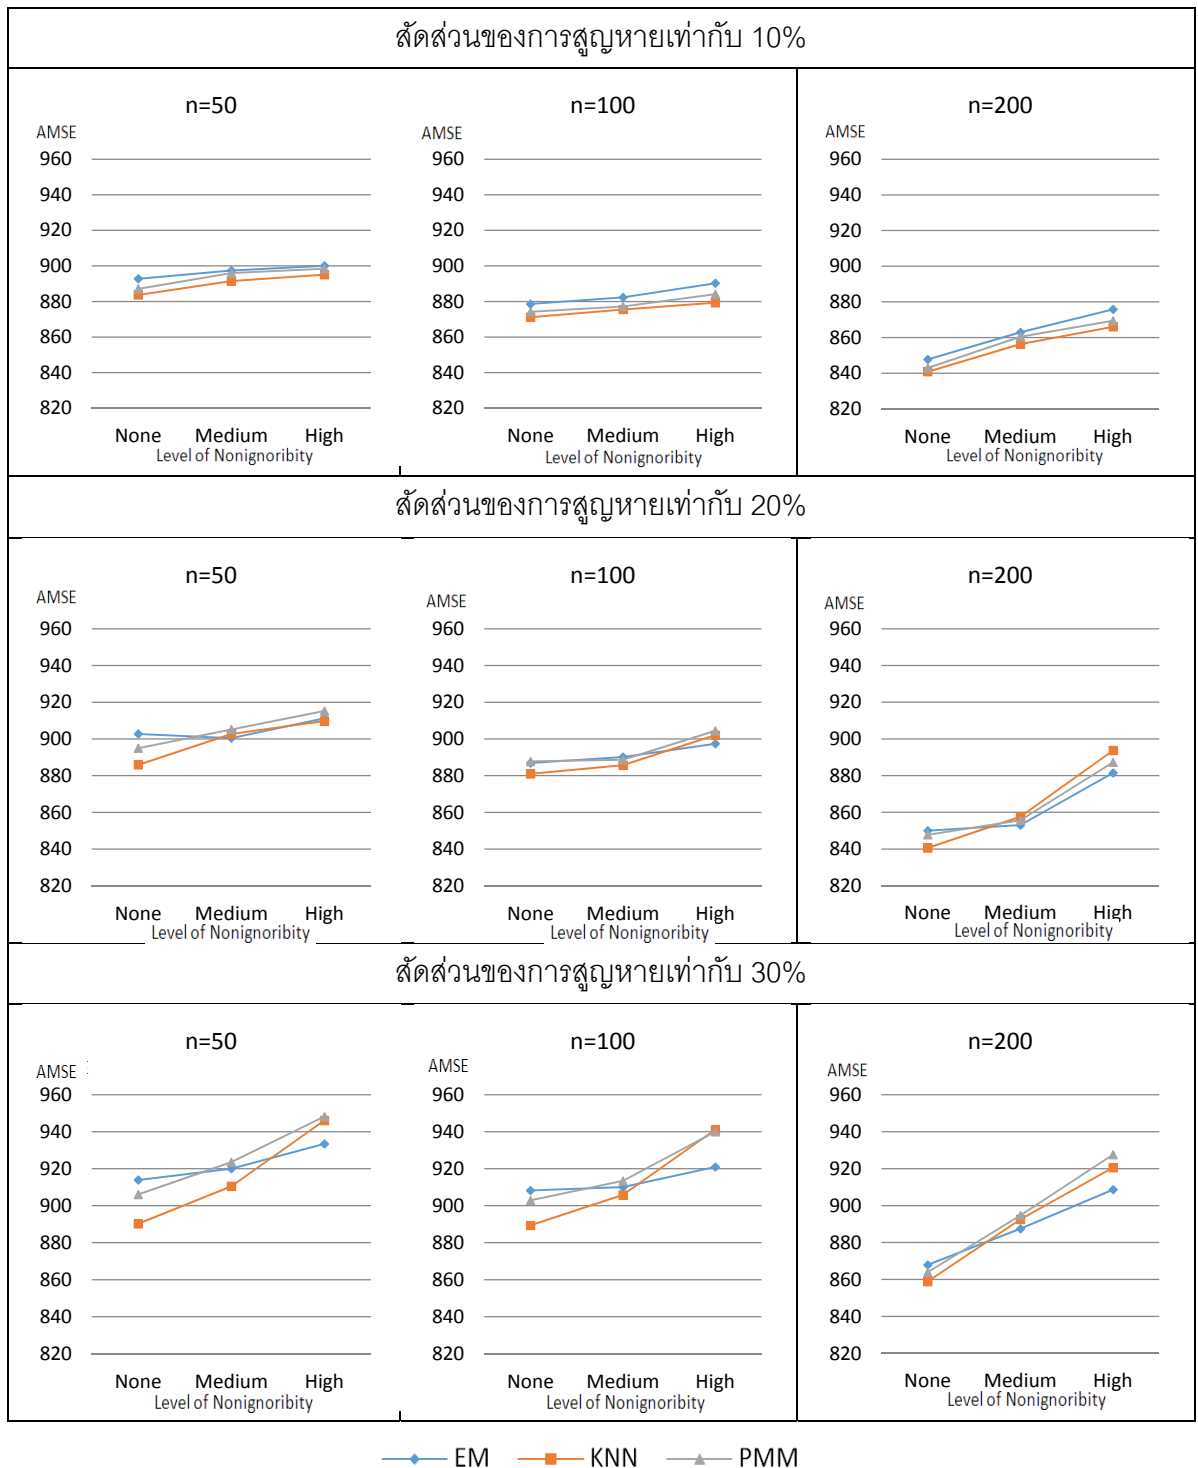 สัดส่วนของการสูญหายเท่ากับ 10%
n=50
AMSE
960
940
920
900
880
860
840
820
None Medium High
Level of Nonignoribity
n=100
AMSE
960
940
920
900
880
860
840
820
None Medium High
Level of Nonignoribity
n=200
AMSE
960
940
920
900
880
860
840
820
None Medium High
Level of Nonignoribity
สัดส่วนของการสูญหายเท่ากับ 20%
n=50
AMSE
960
940
920
900
880
860
840
820
None Medium High
Level of Nonignoribity
n=100
AMSE
960
940
920
900
880
860
840
820
None Medium High
Level of Nonignoribity
n=200
AMSE
960
940
920
900
880
860
840
820
None Medium High
Level of Nonignoribity
สัดส่วนของการสูญหายเท่ากับ 30%
n=50
AMSE
960
940
920
900
880
860
840
820
None Medium High
Level of Nonignoribity
n=100
AMSE
960
940
920
900
880
860
840
820
None Medium High
Level of Nonignoribity
n=200
AMSE
960
940
920
900
880
860
840
820
None Medium High
Level of Nonignoribity
EM KNN PMM